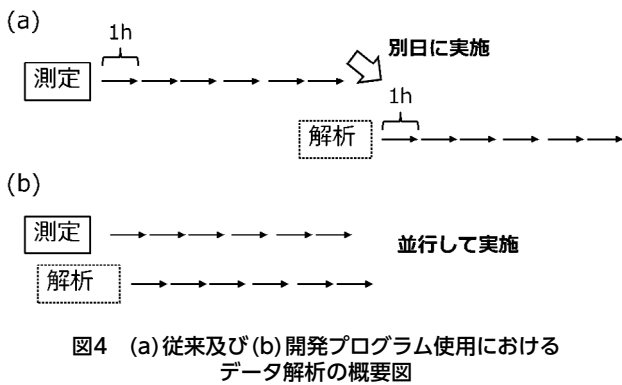 (a)
1h
別日に実施
測定
1h
解析
(b)
測定
並行して実施
解析
図4 (a)従来及び(b)開発プログラム使用における
データ解析の概要図